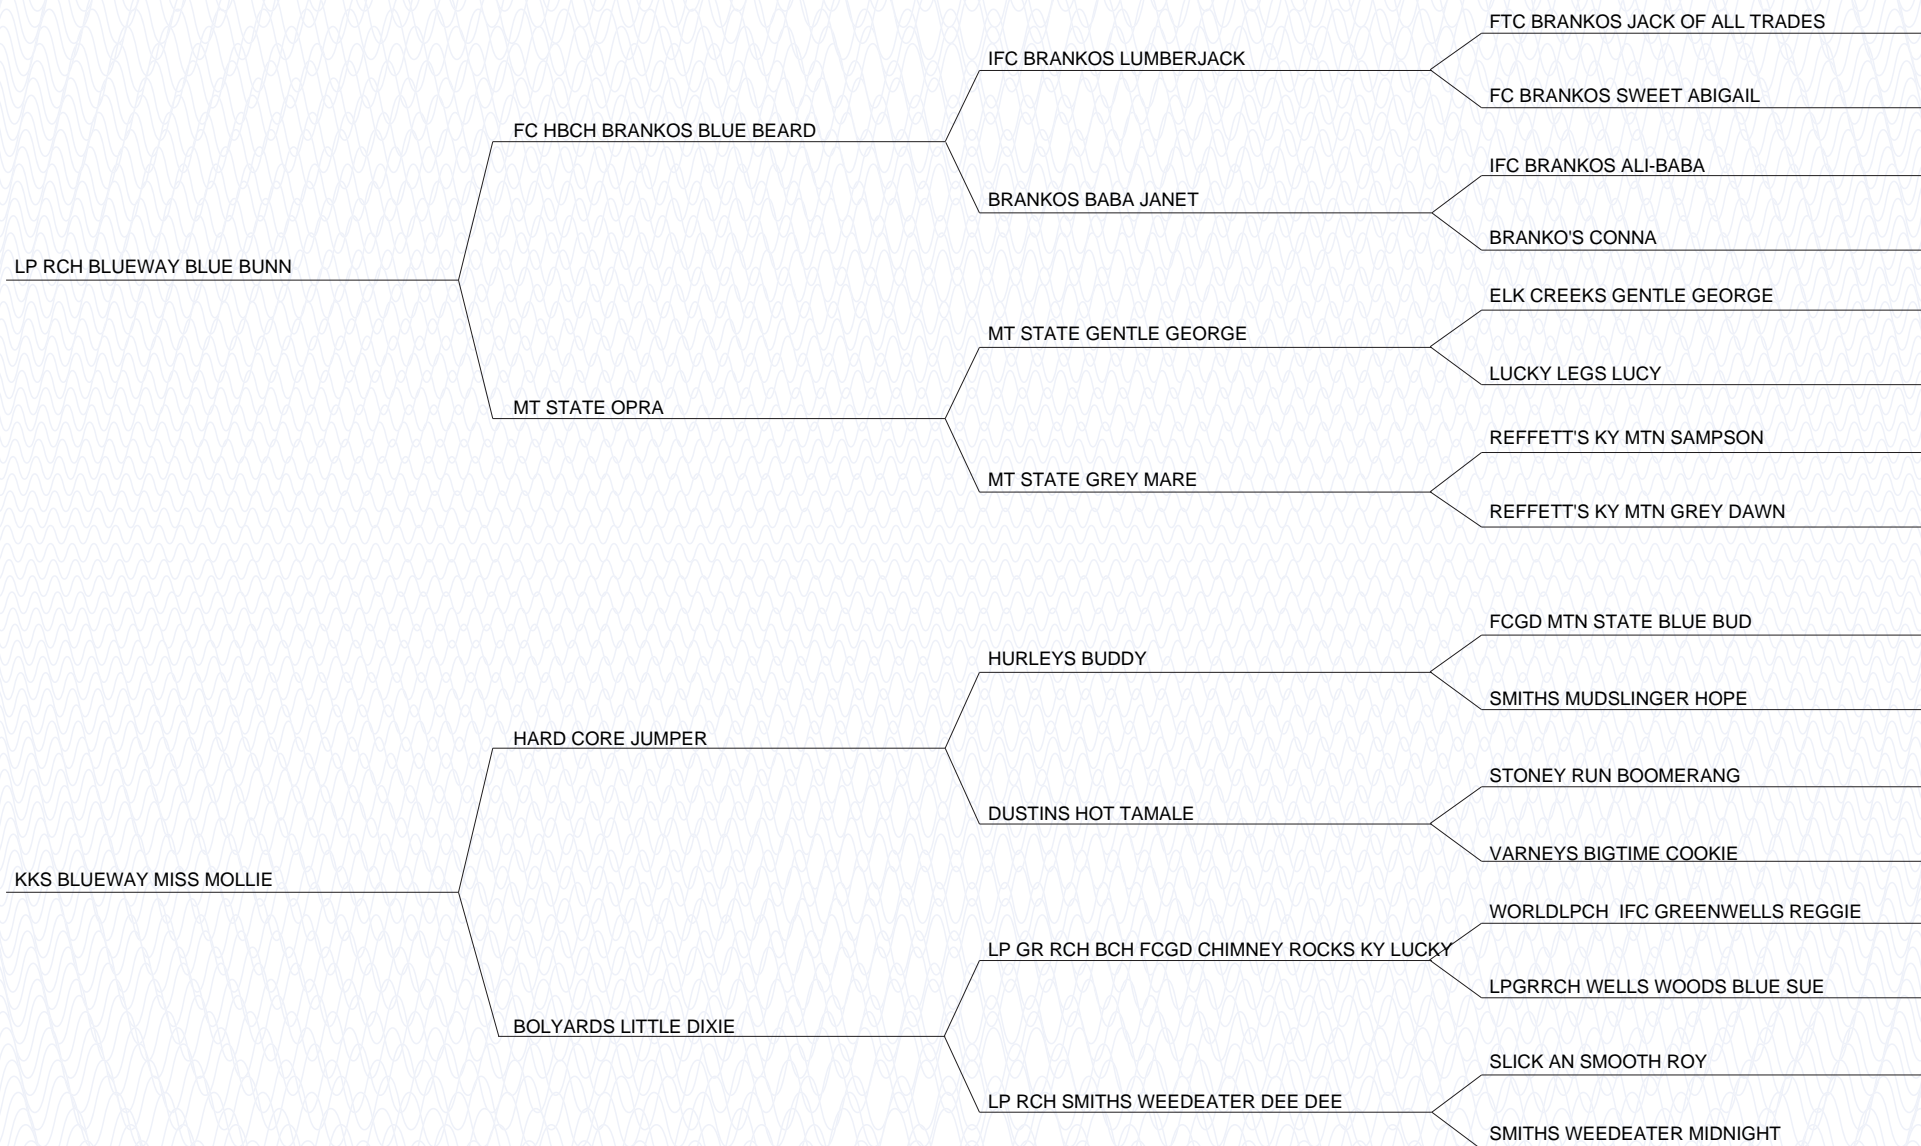 FTC BRANKOS JACK OF ALL TRADES
IFC BRANKOS LUMBERJACK
FC BRANKOS SWEET ABIGAIL
FC HBCH BRANKOS BLUE BEARD
IFC BRANKOS ALI-BABA
BRANKOS BABA JANET
BRANKO'S CONNA
LP RCH BLUEWAY BLUE BUNN
ELK CREEKS GENTLE GEORGE
MT STATE GENTLE GEORGE
LUCKY LEGS LUCY
MT STATE OPRA
REFFETT'S KY MTN SAMPSON
MT STATE GREY MARE
REFFETT'S KY MTN GREY DAWN
FCGD MTN STATE BLUE BUD
HURLEYS BUDDY
SMITHS MUDSLINGER HOPE
HARD CORE JUMPER
STONEY RUN BOOMERANG
DUSTINS HOT TAMALE
VARNEYS BIGTIME COOKIE
KKS BLUEWAY MISS MOLLIE
WORLDLPCH  IFC GREENWELLS REGGIE
LP GR RCH BCH FCGD CHIMNEY ROCKS KY LUCKY
LPGRRCH WELLS WOODS BLUE SUE
BOLYARDS LITTLE DIXIE
SLICK AN SMOOTH ROY
LP RCH SMITHS WEEDEATER DEE DEE
SMITHS WEEDEATER MIDNIGHT